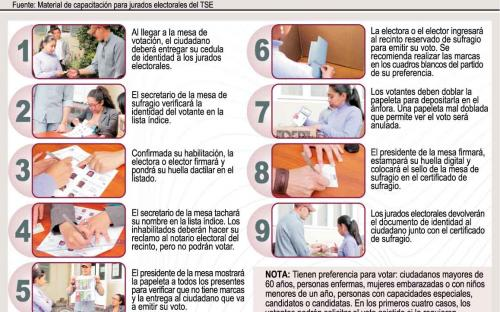 Fuente: Material de capacitación para jurados electorales del TSE
1
Al llegar a la mesa de
votación, el ciudadano
deberá entregar su cedula
de identidad a los jurados
electorales.
2
El secretario de la mesa de
sufragio verificará la
identidad del votante en la
lista índice.
3
Confirmada su habilitación, la
electora o elector firmará y
pondrá su huella dactilar en el
listado.
4
El secretario de la mesa tachará
su nombre en la lista índice. Los
inhabilitados deberán hacer su
reclamo al notario electoral del
recinto, pero no podrán votar.
5
El presidente de la mesa mostrará
la papeleta a todos los presentes
para verificar que no tiene marcas
y la entrega al ciudadano que va
a emitir su voto.
6
La electora o el elector ingresará
al recinto reservado de sufragio
para emitir su voto. Se
recomienda realizar las marcas
en los cuadros blancos del partido
de su preferencia.
7
Los votantes deben doblar la
papeleta para depositarla en el
ánfora. Una papeleta mal doblada
que permite ver el voto será
anulada.
8
El presidente de la mesa firmará,
estampará su huella digital y
colocará el sello de la mesa de
sufragio en el certificado de
sufragio.
9
Los jurados electorales devolverán
el documento de identidad al
ciudadano junto con el certificado
de sufragio.
NOTA: Tienen preferencia para votar: ciudadanos mayores de
60 años, personas enfermas, mujeres embarazadas o con niños
menores de un año, personas con capacidades especiales,
candidatos o candidatas. En los primeros cuatro casos, los
votantes podrán solicitar el voto asistido si lo requieren